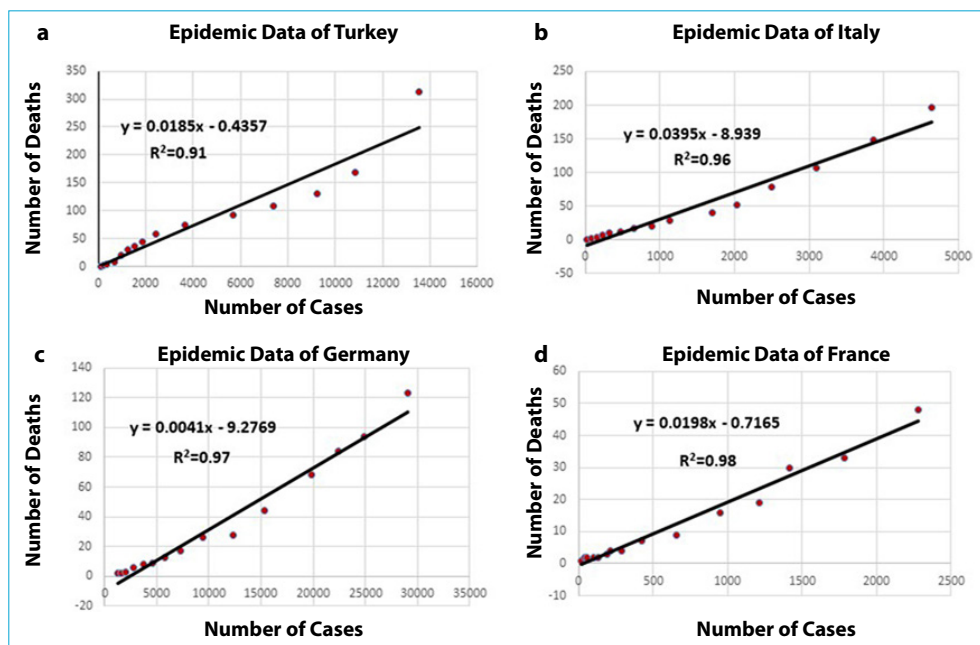 a
Epidemic Data of Turkey
Number of Deaths
350
300
250
200
150
100
50
0
y = 0.0185x - 0.4357
R²=0.91
0 2000 4000 6000 8000 10000 12000 14000 16000
Number of Cases
b
Epidemic Data of Italy
Number of Deaths
250
200
150
100
50
0
-50
y = 0.0395x - 8.939
R²=0.96
0 1000 2000 3000 4000 5000
Number of Cases
c
Epidemic Data of Germany
Number of Deaths
140
120
100
80
60
40
20
0
-20
y = 0.0041x - 9.2769
R²=0.97
0 5000 10000 15000 20000 25000 30000 35000
Number of Cases
d
Epidemic Data of France
Number of Deaths
60
50
40
30
20
10
0
-10
y = 0.0198x - 0.7165
R²=0.98
0 500 1000 1500 2000 2500
Number of Cases